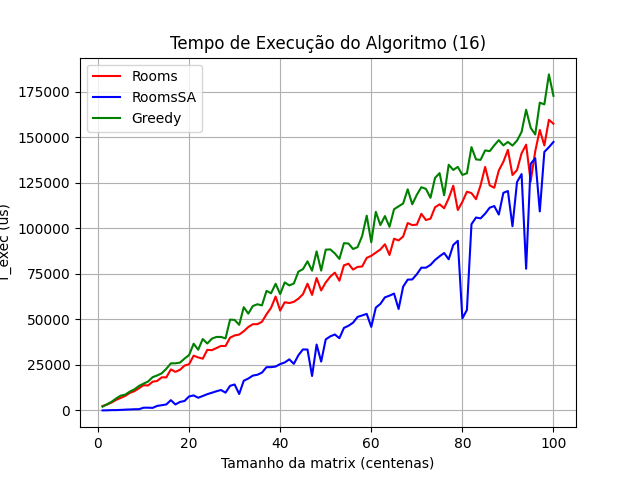 Tempo de Execução do Algoritmo (16)
Rooms
RoomsSA
Greedy
175000
150000
125000
100000
75000
50000
25000
0
T_exec (us)
0 20 40 60 80 100
Tamanho da matrix (centenas)